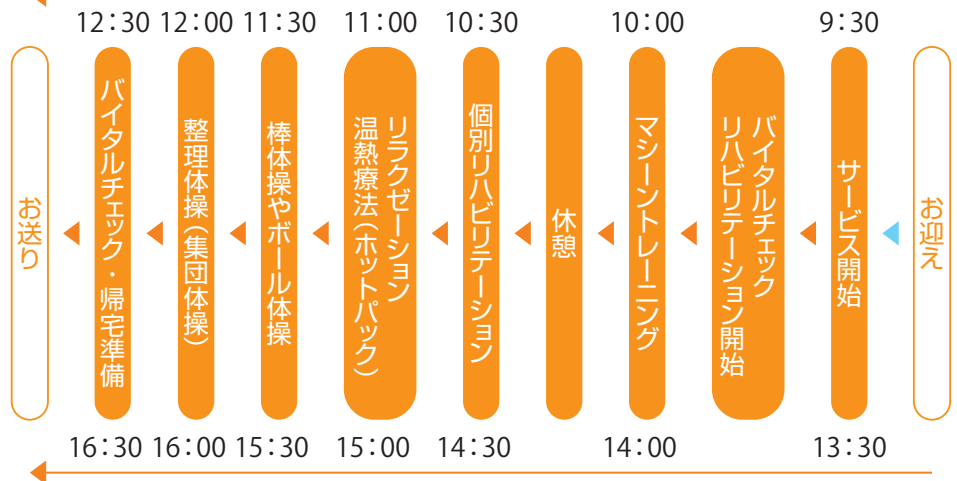 12:30 12:00 11:30 11:00 10:30 10:00 9:30
お迎え
サービス開始
バイタルチェック
リハビリテーション開始
マシーントレーニング
休憩
個別リハビリテーション
リラクゼーション
温熱療法（ホットパック）
棒体操やボール体操
整理体操（集団体操）
バイタルチェック・帰宅準備
お送り
16:30 16:00 15:30 15:00 14:30 14:00 13:30